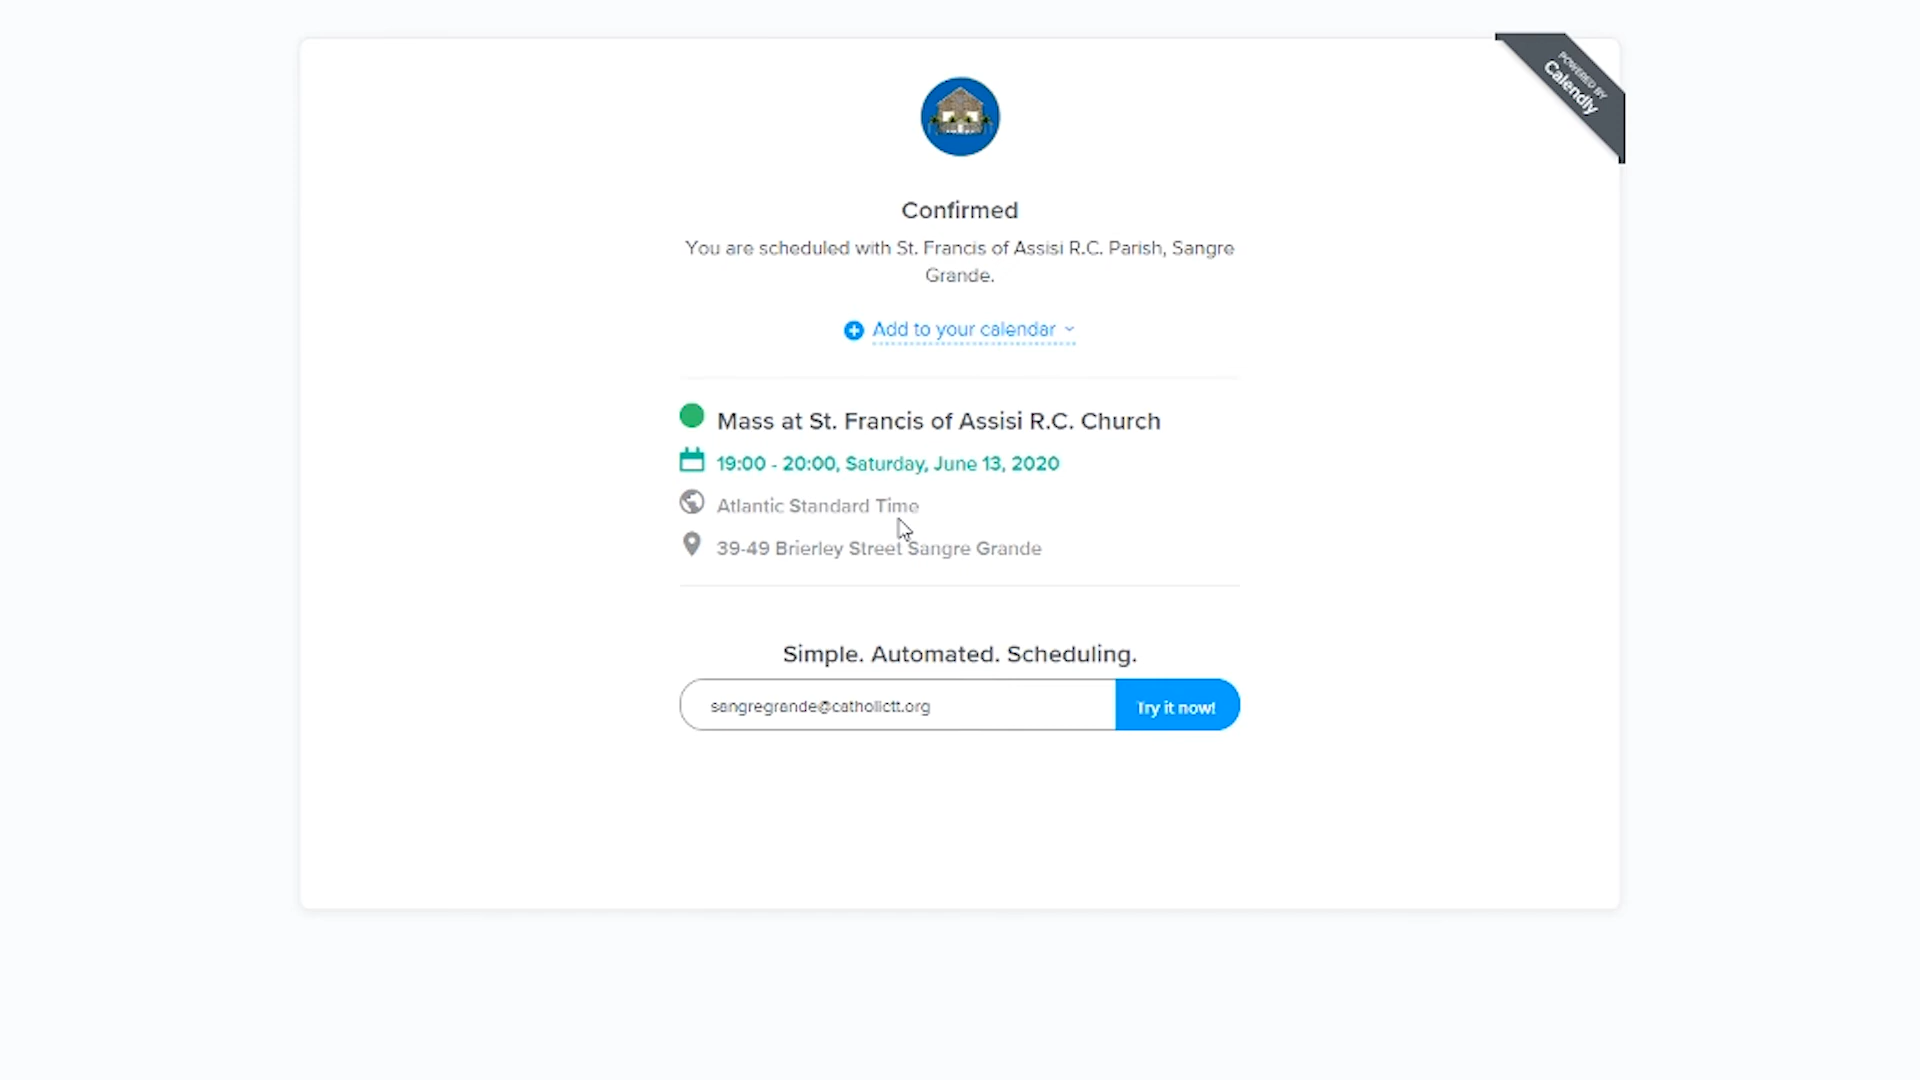 POWERED BY
Calendly
Confirmed
You are scheduled with St. Francis of Assisi R.C. Parish, Sangre
Grande.
Add to your calendar
Mass at St. Francis of Assisi R.C. Church
19:00 - 20:00, Saturday, June 13, 2020
Atlantic Standard Time
39-49 Brierley Street Sangre Grande
Simple. Automated. Scheduling.
sangregrande@catholictt.org
Try it now!